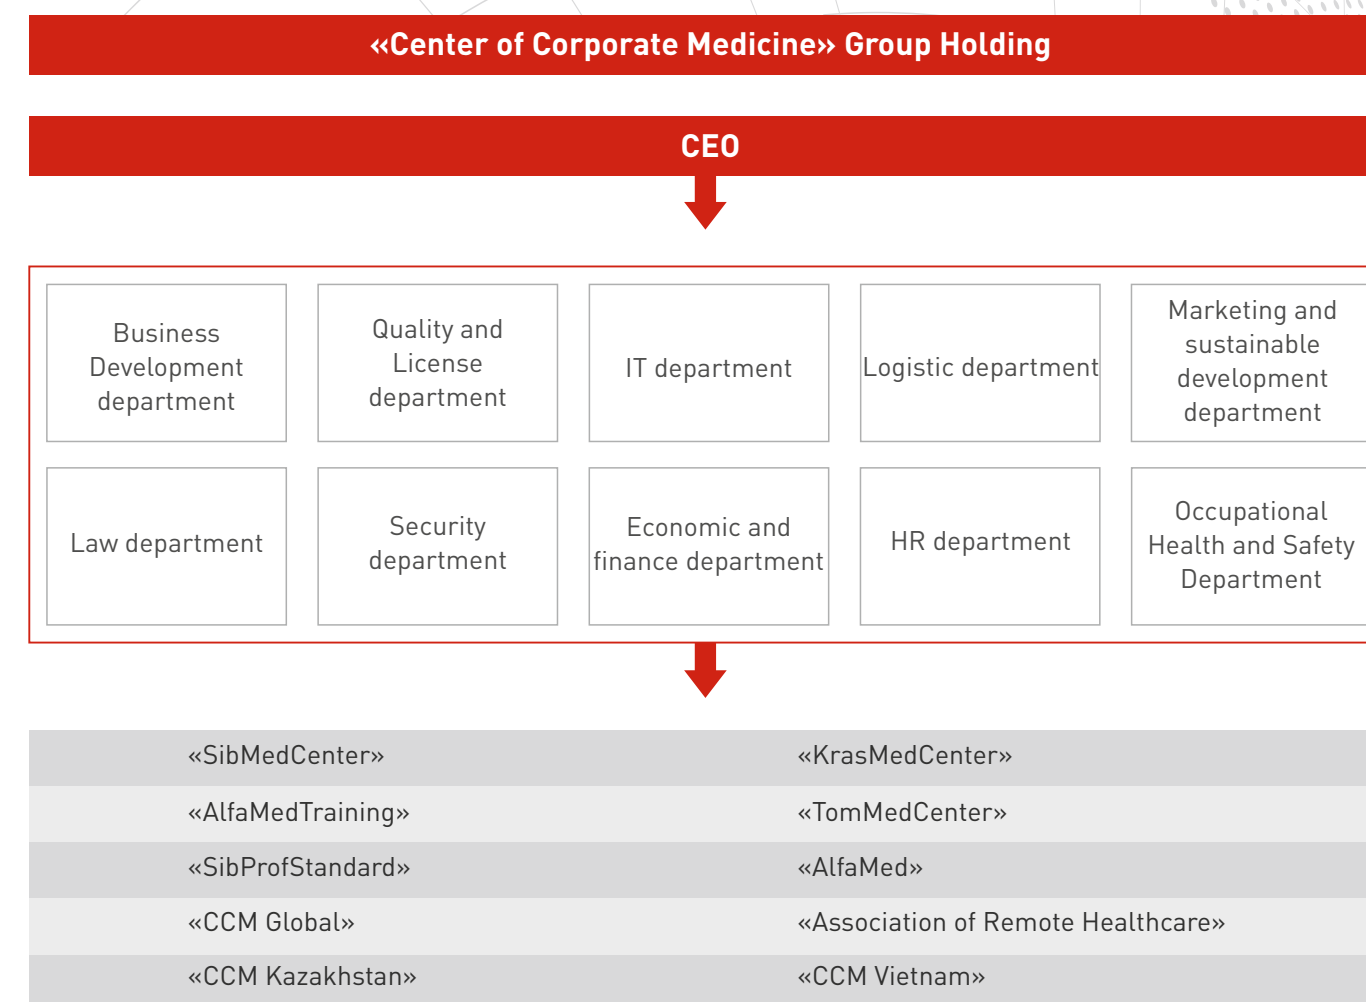 «Center of Corporate Medicine» Group Holding
CEO
Business
Development
department
Quality and
License
department
IT department
Logistic department
Marketing and
sustainable
development
department
Law department
Security
department
Economic and
finance department
HR department
Occupational
Health and Safety
Department
«SibMedCenter»
«KrasMedCenter»
«AlfaMedTraining»
«TomMedCenter»
«SibProfStandard»
«AlfaMed»
«CCM Global»
«Association of Remote Healthcare»
«CCM Kazakhstan»
«CCM Vietnam»